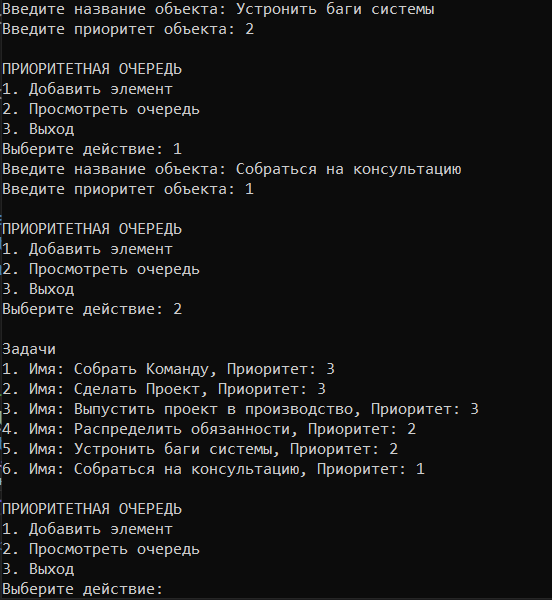 Введите название объекта: Устронить баги системы
Введите приоритет объекта: 2
ПРИОРИТЕТНАЯ ОЧЕРЕДЬ
1. Добавить элемент
2. Просмотреть очередь
3. Выход
Выберите действие: 1
Введите название объекта: Собраться на консультацию
Введите приоритет объекта: 1
ПРИОРИТЕТНАЯ ОЧЕРЕДЬ
1. Добавить элемент
2. Просмотреть очередь
3. Выход
Выберите действие: 2
Задачи
1. Имя: Собрать Команду, Приоритет: 3
2. Имя: Сделать Проект, Приоритет: 3
3. Имя: Выпустить проект в производство, Приоритет: 3
4. Имя: Распределить обязанности, Приоритет: 2
5. Имя: Устронить баги системы, Приоритет: 2
6. Имя: Собраться на консультацию, Приоритет: 1
ПРИОРИТЕТНАЯ ОЧЕРЕДЬ
1. Добавить элемент
2. Просмотреть очередь
3. Выход
Выберите действие: